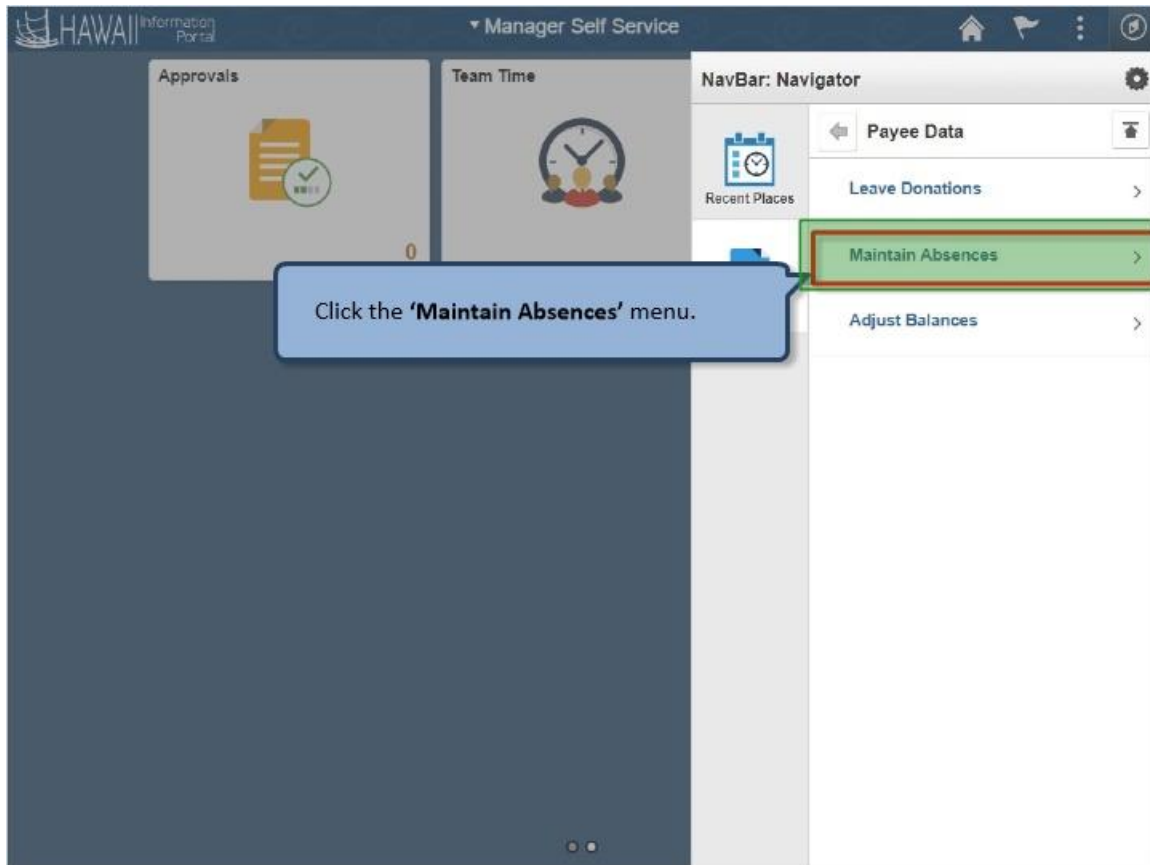 HAWAII Information Portal
▾ Manager Self Service
Approvals
0
Team Time
NavBar: Navigator
Recent Places
Payee Data
Leave Donations
Maintain Absences
Adjust Balances
Click the ‘Maintain Absences’ menu.